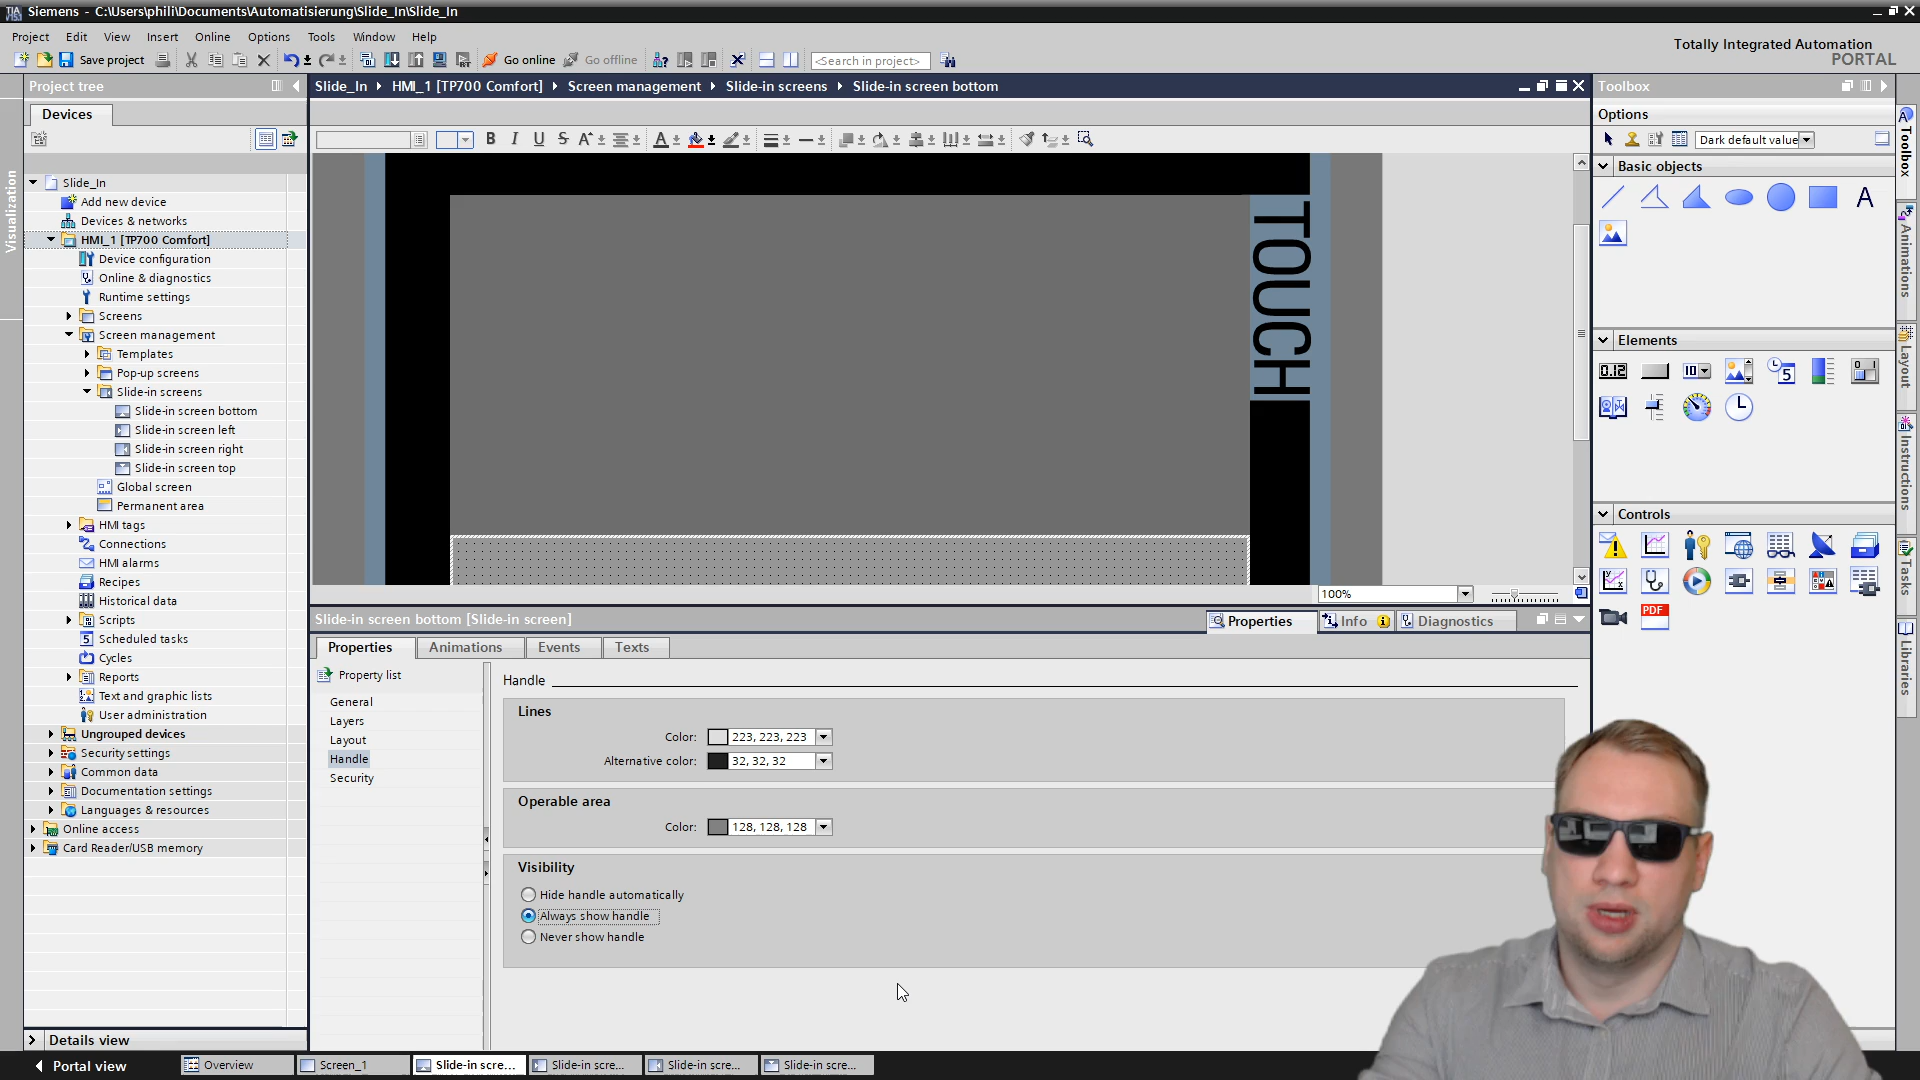 Siemens - C:\Users\phili\Documents\Automatisierung\Slide_In\Slide_In
Project Edit View Insert Online Options Tools Window Help
Totally Integrated Automation
PORTAL
Save project
Go online
Go offline
<Search in project>
Project tree
Slide_In HMI_1 [TP700 Comfort] Screen management Slide-in screens Slide-in screen bottom
Toolbox
Devices
Options
Dark default value
Visualization
Slide_In
Add new device
Devices & networks
HMI_1 [TP700 Comfort]
Device configuration
Online & diagnostics
Runtime settings
Screens
Screen management
Templates
Pop-up screens
Slide-in screens
Slide-in screen bottom
Slide-in screen left
Slide-in screen right
Slide-in screen top
Global screen
Permanent area
HMI tags
Connections
HMI alarms
Recipes
Historical data
Scripts
Scheduled tasks
Cycles
Reports
Text and graphic lists
User administration
Ungrouped devices
Security settings
Common data
Documentation settings
Languages & resources
Online access
Card Reader/USB memory
Details view
TOUCH
100%
Slide-in screen bottom [Slide-in screen]
Properties Info Diagnostics
Properties Animations Events Texts
Property list
General
Layers
Layout
Handle
Security
Handle
Lines
Color: 223, 223, 223
Alternative color: 32, 32, 32
Operable area
Color: 128, 128, 128
Visibility
Hide handle automatically
Always show handle
Never show handle
Basic objects
A
Elements
0.12
10
5
0 1
Controls
PDF
Toolbox
Animations
Layout
Instructions
Tasks
Libraries
Portal view
Overview
Screen_1
Slide-in scre...
Slide-in scre...
Slide-in scre...
Slide-in scre...